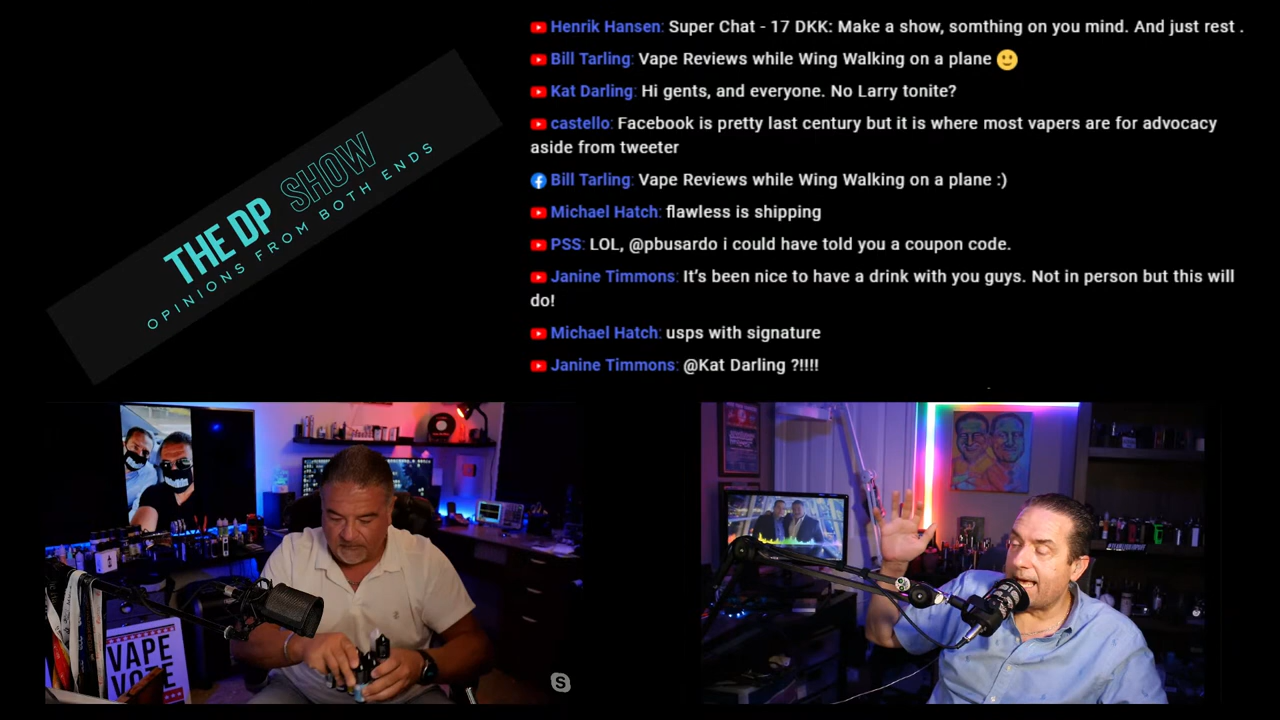 THE DP SHOW
OPINIONS FROM BOTH ENDS
Henrik Hansen: Super Chat - 17 DKK: Make a show, somthing on you mind. And just rest .
Bill Tarling: Vape Reviews while Wing Walking on a plane 🙂
Kat Darling: Hi gents, and everyone. No Larry tonite?
castello: Facebook is pretty last century but it is where most vapers are for advocacy
aside from tweeter
Bill Tarling: Vape Reviews while Wing Walking on a plane :)
Michael Hatch: flawless is shipping
PSS: LOL, @pbusardo i could have told you a coupon code.
Janine Timmons: It’s been nice to have a drink with you guys. Not in person but this will
do!
Michael Hatch: usps with signature
Janine Timmons: @Kat Darling ?!!!!
VAPE
VOTE